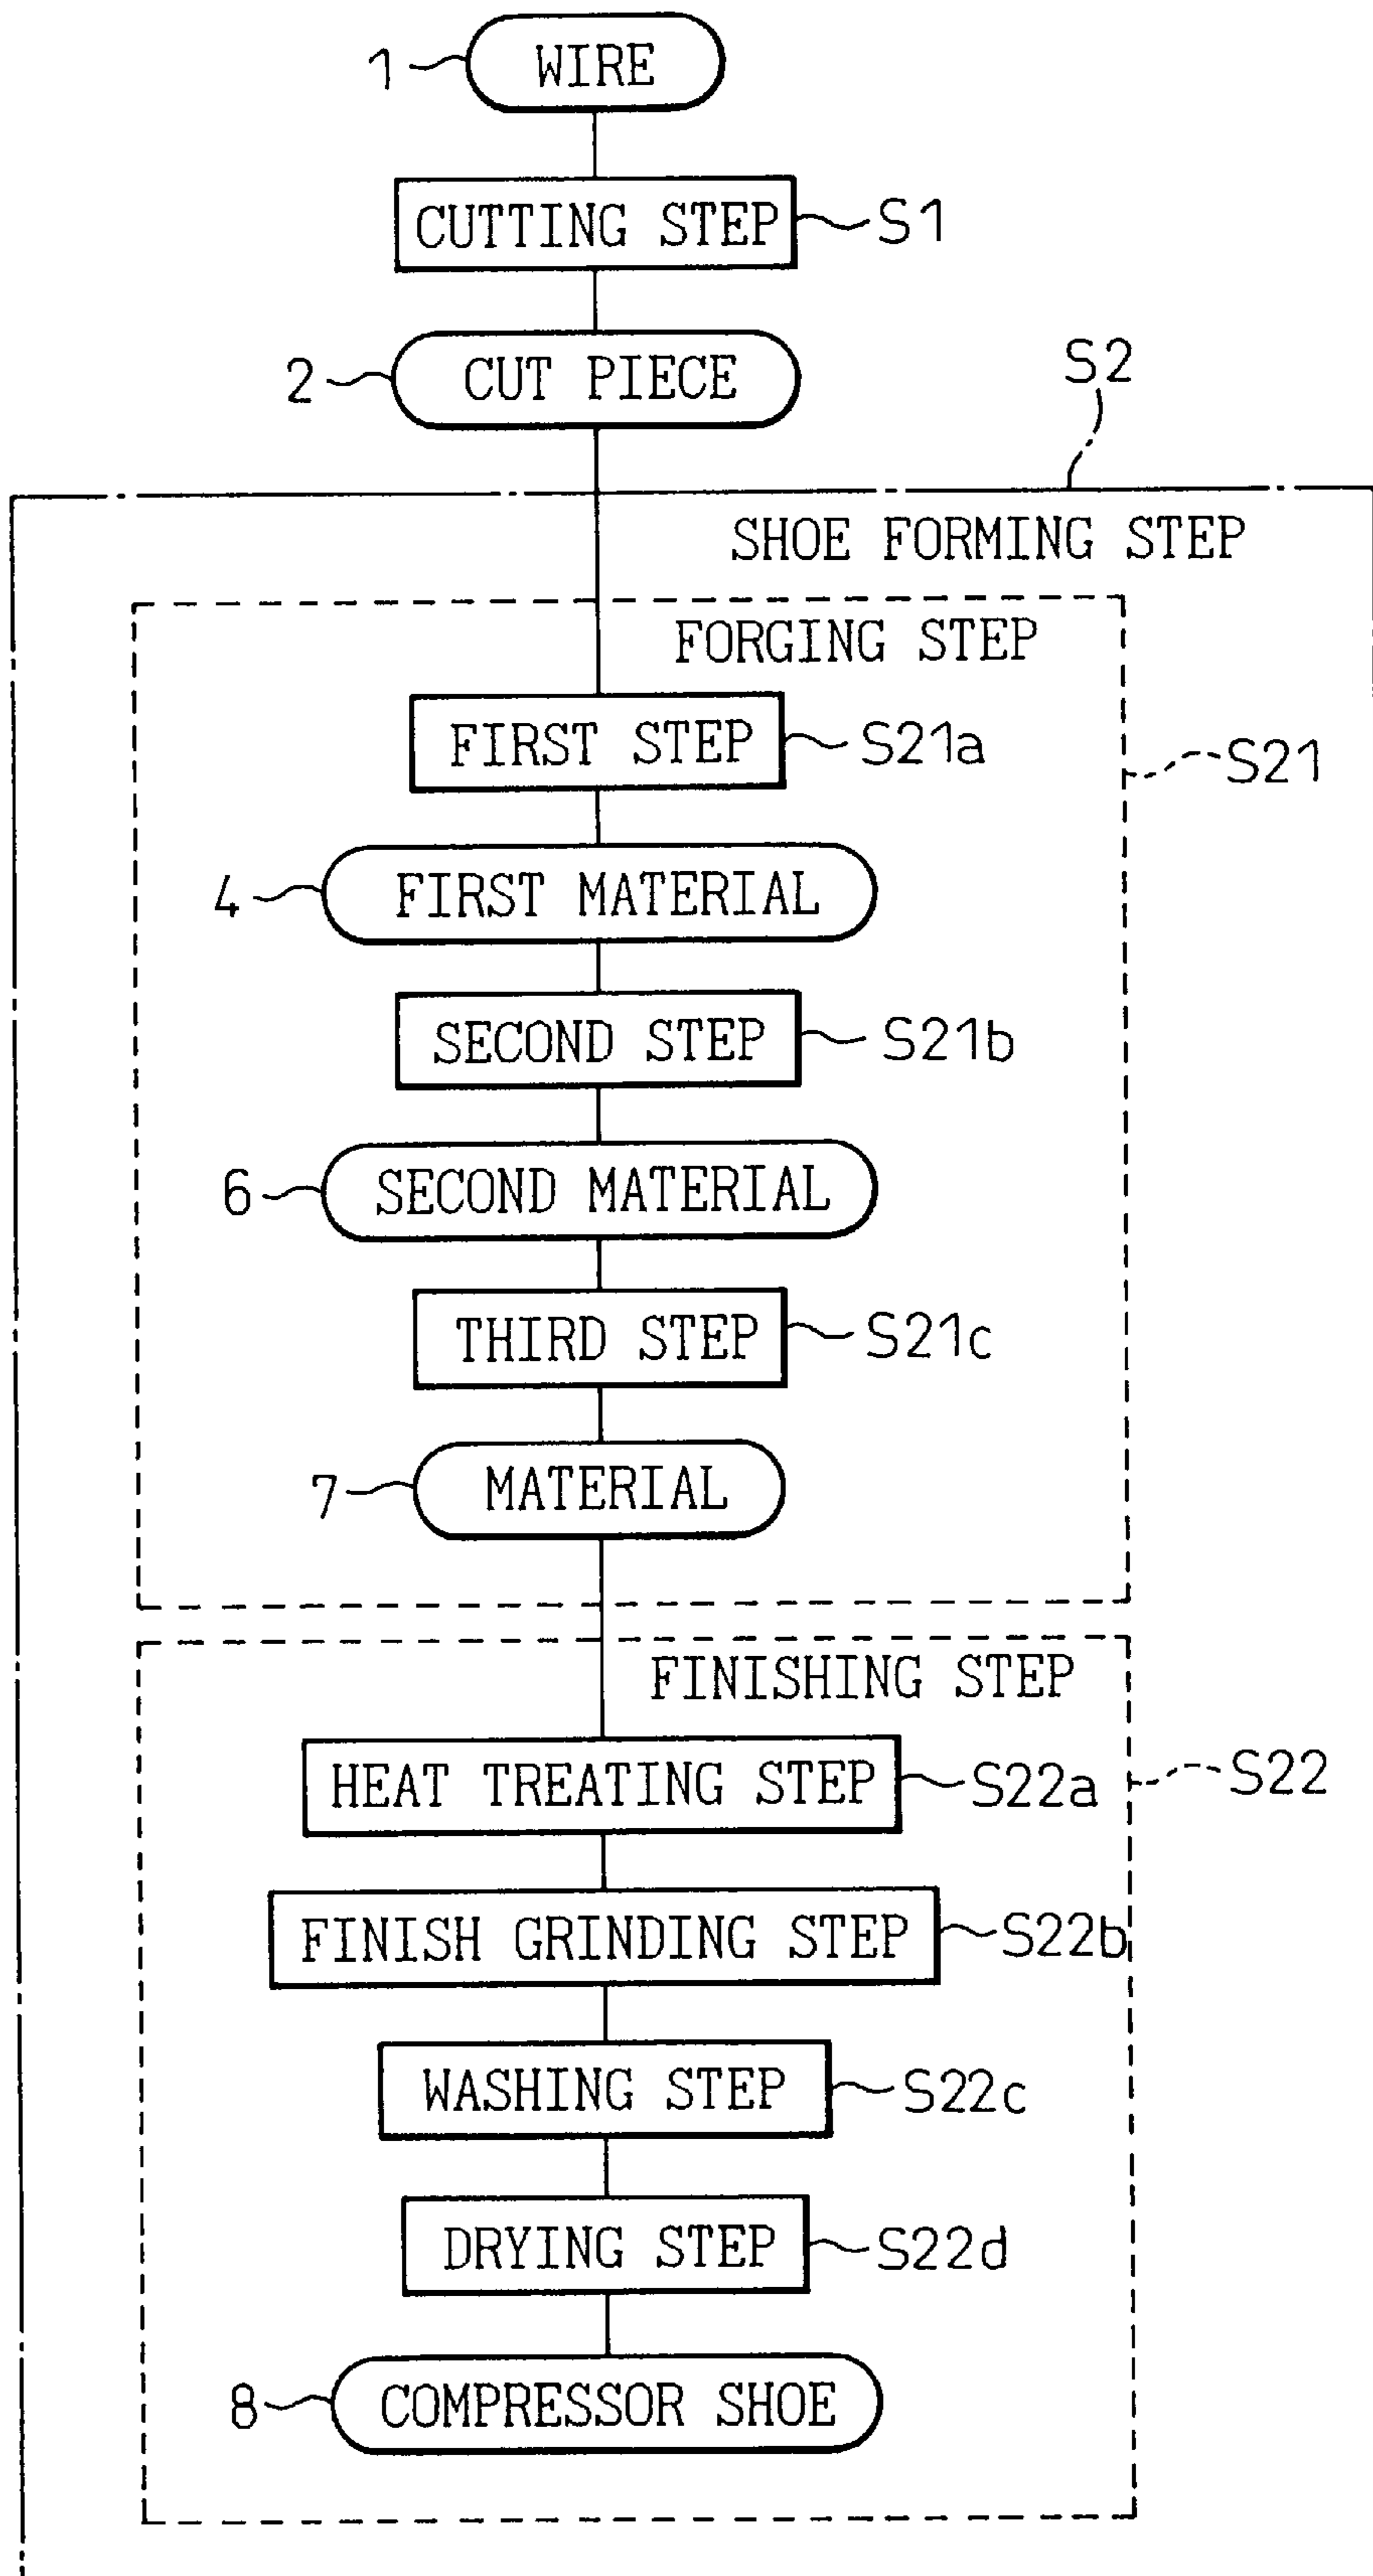 1 WIRE
CUTTING STEP S1
2 CUT PIECE
S2
SHOE FORMING STEP
FORGING STEP
FIRST STEP S21a
S21
4 FIRST MATERIAL
SECOND STEP S21b
6 SECOND MATERIAL
THIRD STEP S21c
7 MATERIAL
FINISHING STEP
HEAT TREATING STEP S22a S22
FINISH GRINDING STEP S22b
WASHING STEP S22c
DRYING STEP S22d
8 COMPRESSOR SHOE